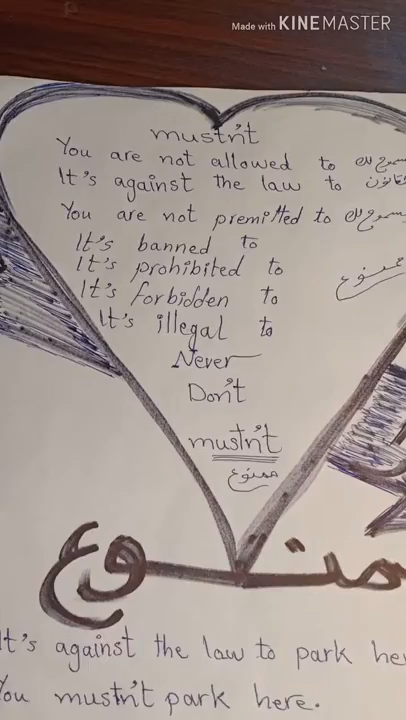 Made with KINEMASTER
mustn't
You are not allowed to
It's against the law to
You are not premitted to
It's banned to
It's prohibited to
It's forbidden to
ممنوع
It's illegal to
Never
Don't
mustn't
ممنوع
ممنوع
It's against the law to park
You mustn't park here.